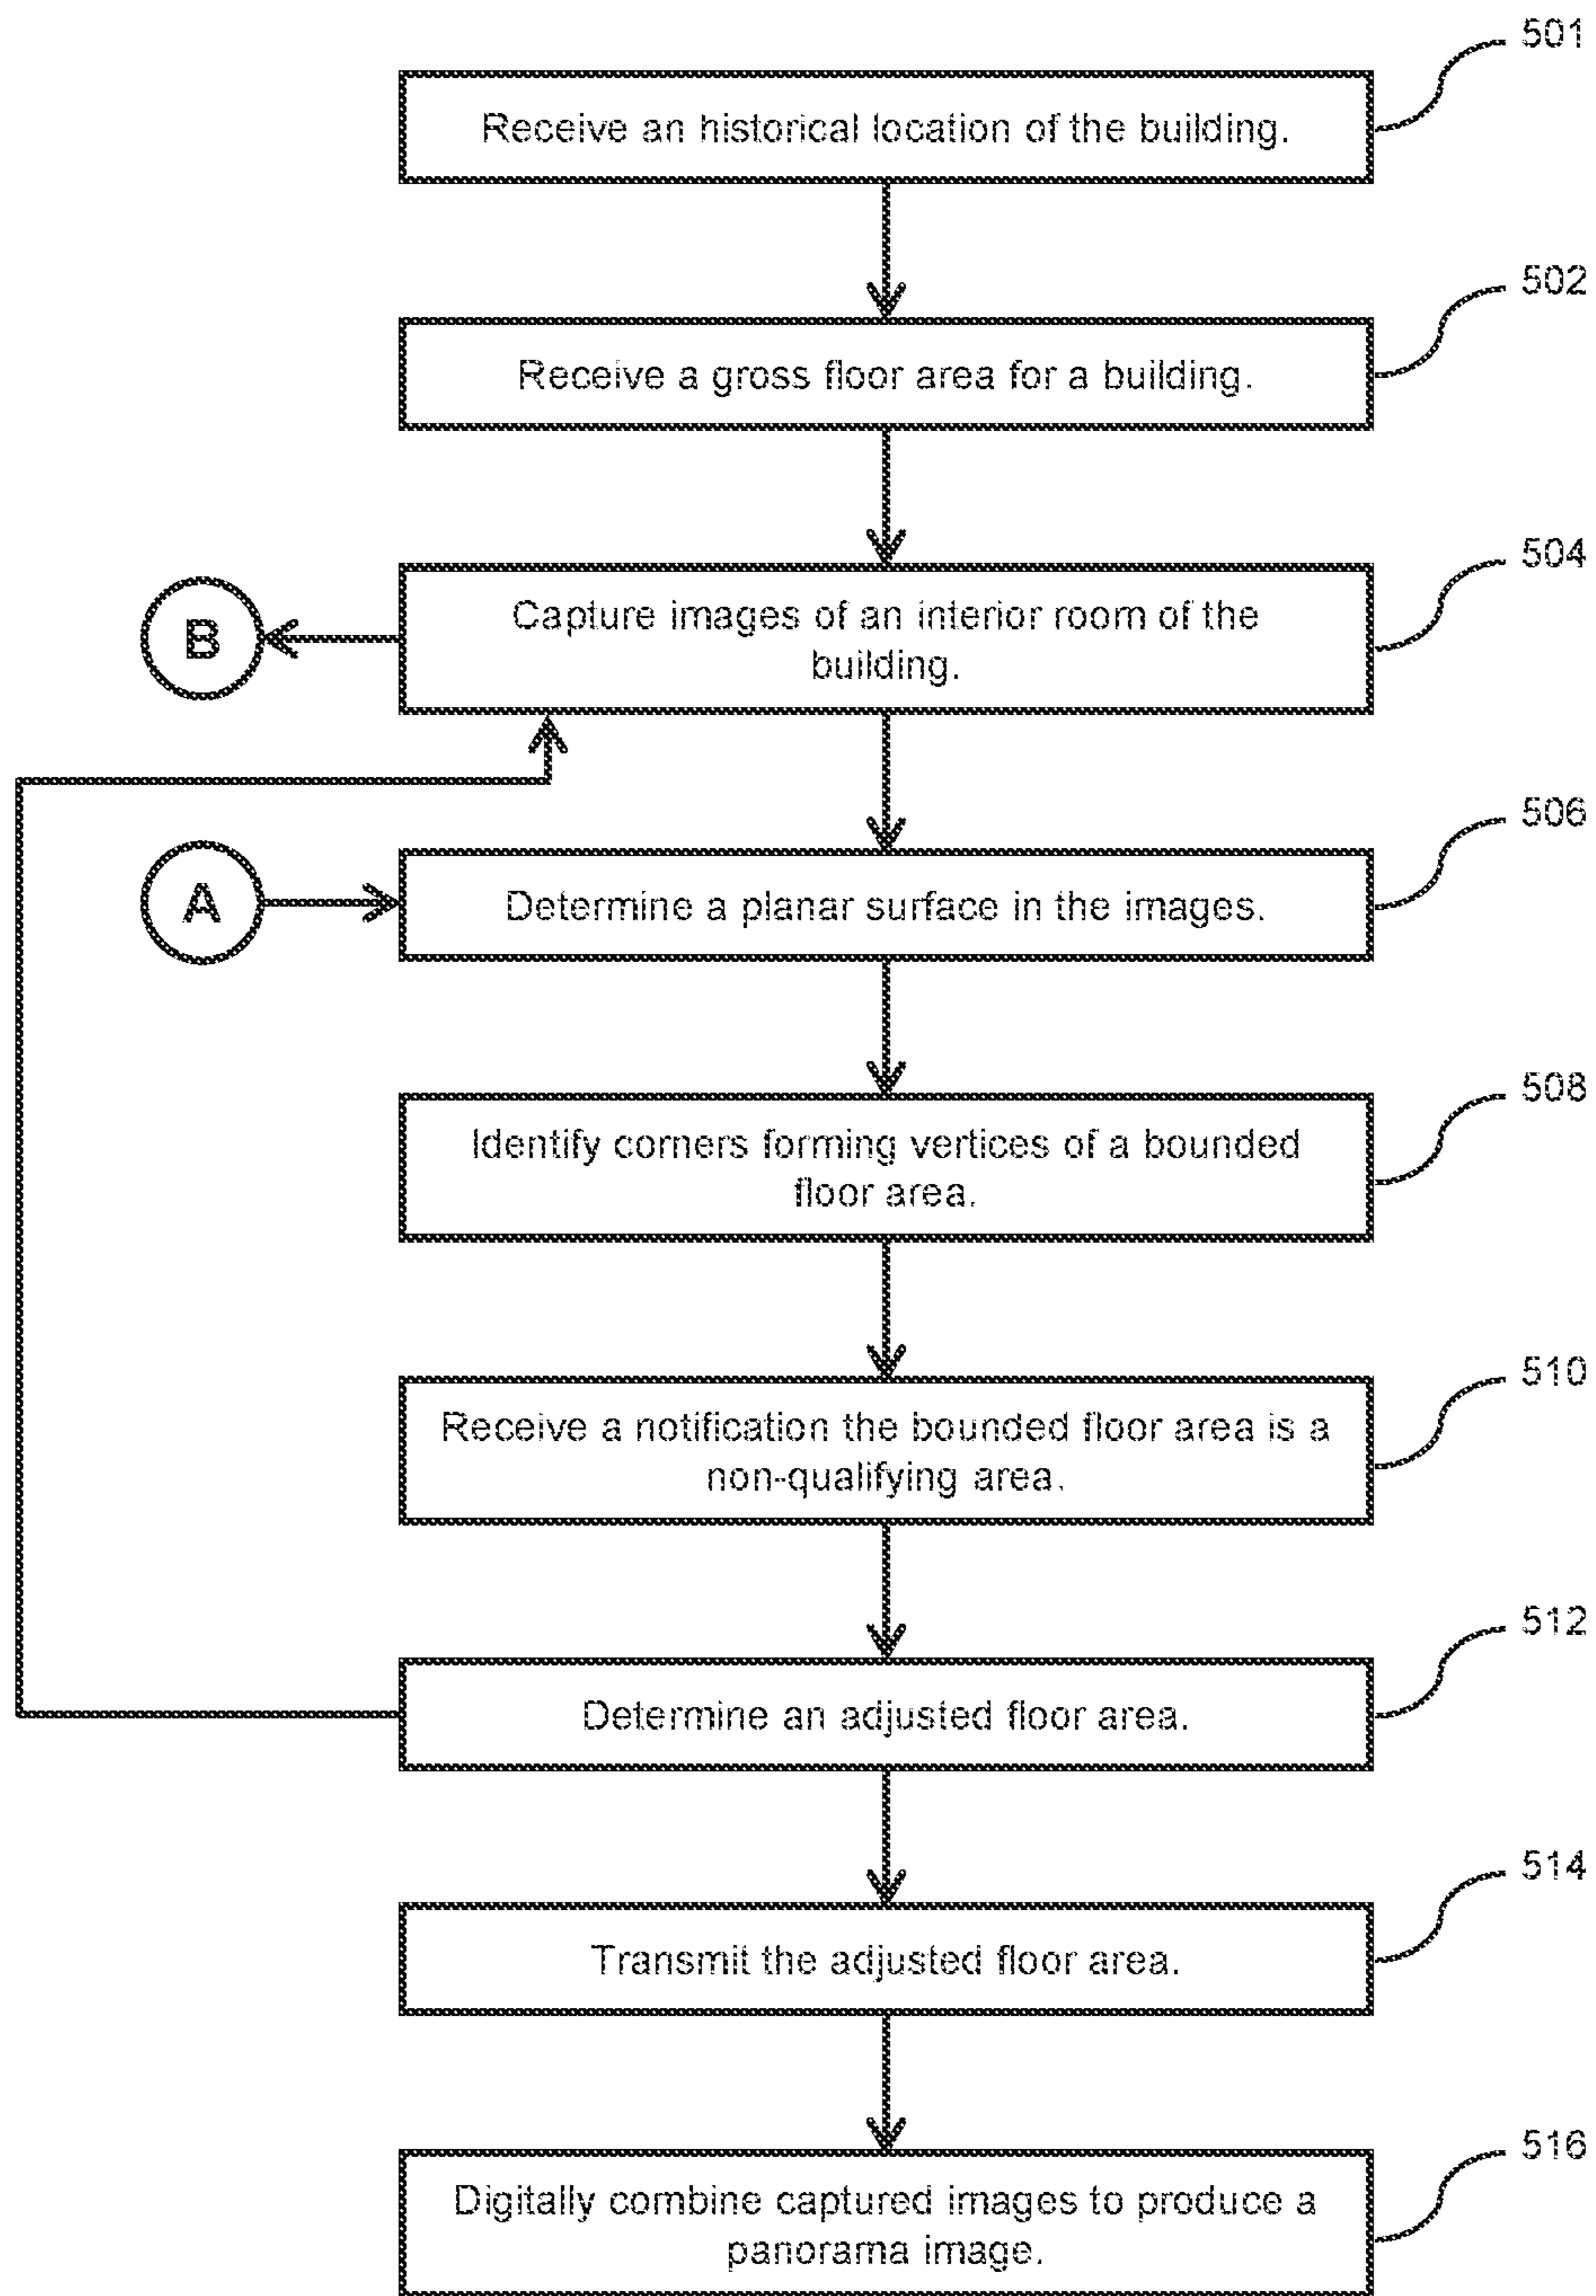 501
Receive an historical location of the building.
502
Receive a gross floor area for a building.
504
Capture images of an interior room of the
building.
B
506
Determine a planar surface in the images.
A
508
Identify corners forming vertices of a bounded
floor area.
510
Receive a notification the bounded floor area is a
non-qualifying area.
512
Determine an adjusted floor area.
514
Transmit the adjusted floor area.
516
Digitally combine captured images to produce a
panorama image.